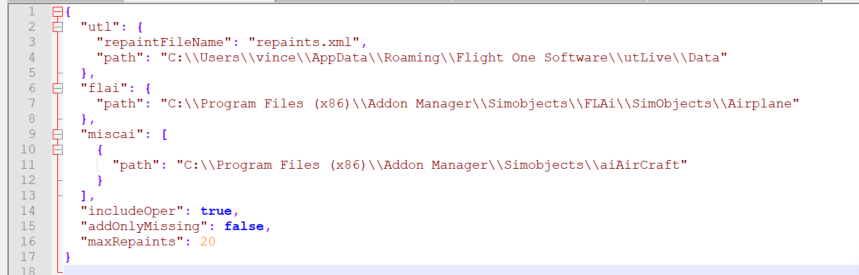 1 {
2 "utl": {
3 "repaintFileName": "repaints.xml",
4 "path": "C:\\Users\\vince\\AppData\\Roaming\\Flight One Software\\utLive\\Data"
5 },
6 "flai": {
7 "path": "C:\\Program Files (x86)\\Addon Manager\\Simobjects\\FLAi\\SimObjects\\Airplane"
8 },
9 "miscai": [
10 {
11 "path": "C:\\Program Files (x86)\\Addon Manager\\Simobjects\\aiAirCraft"
12 }
13 ],
14 "includeOper": true,
15 "addOnlyMissing": false,
16 "maxRepaints": 20
17 }
18